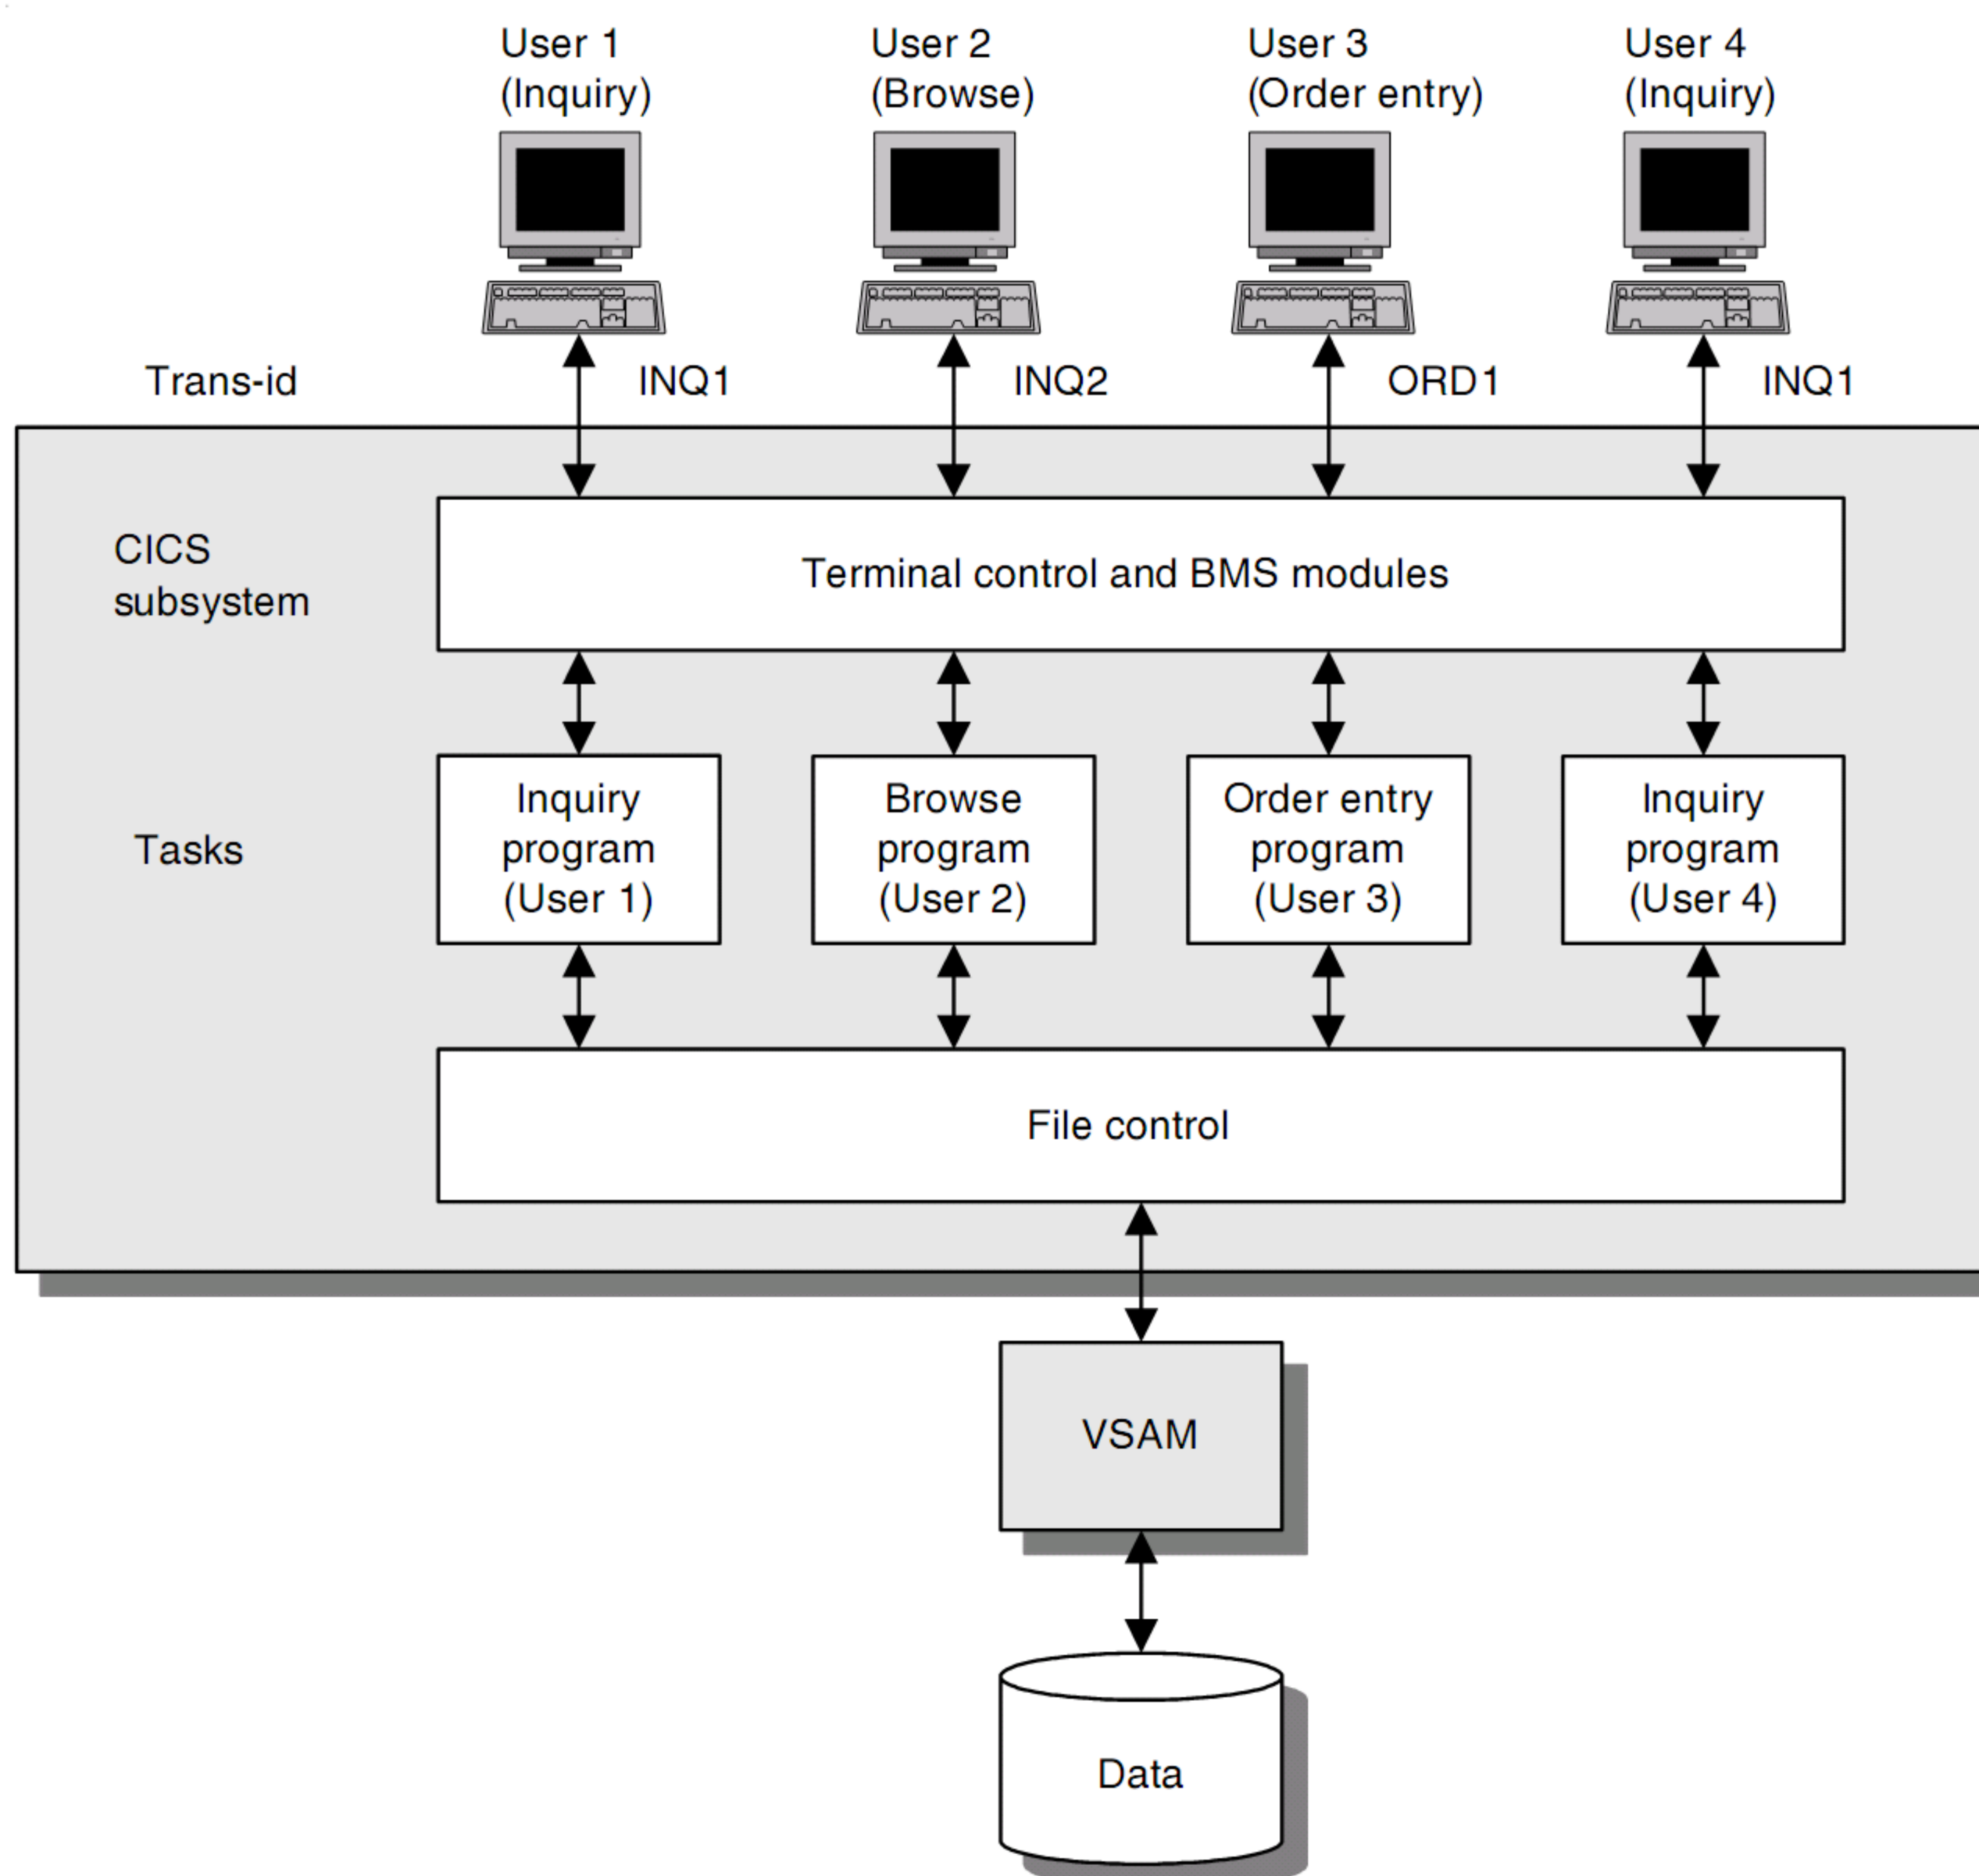 User 1
(Inquiry)
User 2
(Browse)
User 3
(Order entry)
User 4
(Inquiry)
Trans-id
INQ1
INQ2
ORD1
INQ1
CICS
subsystem
Terminal control and BMS modules
Tasks
Inquiry
program
(User 1)
Browse
program
(User 2)
Order entry
program
(User 3)
Inquiry
program
(User 4)
File control
VSAM
Data